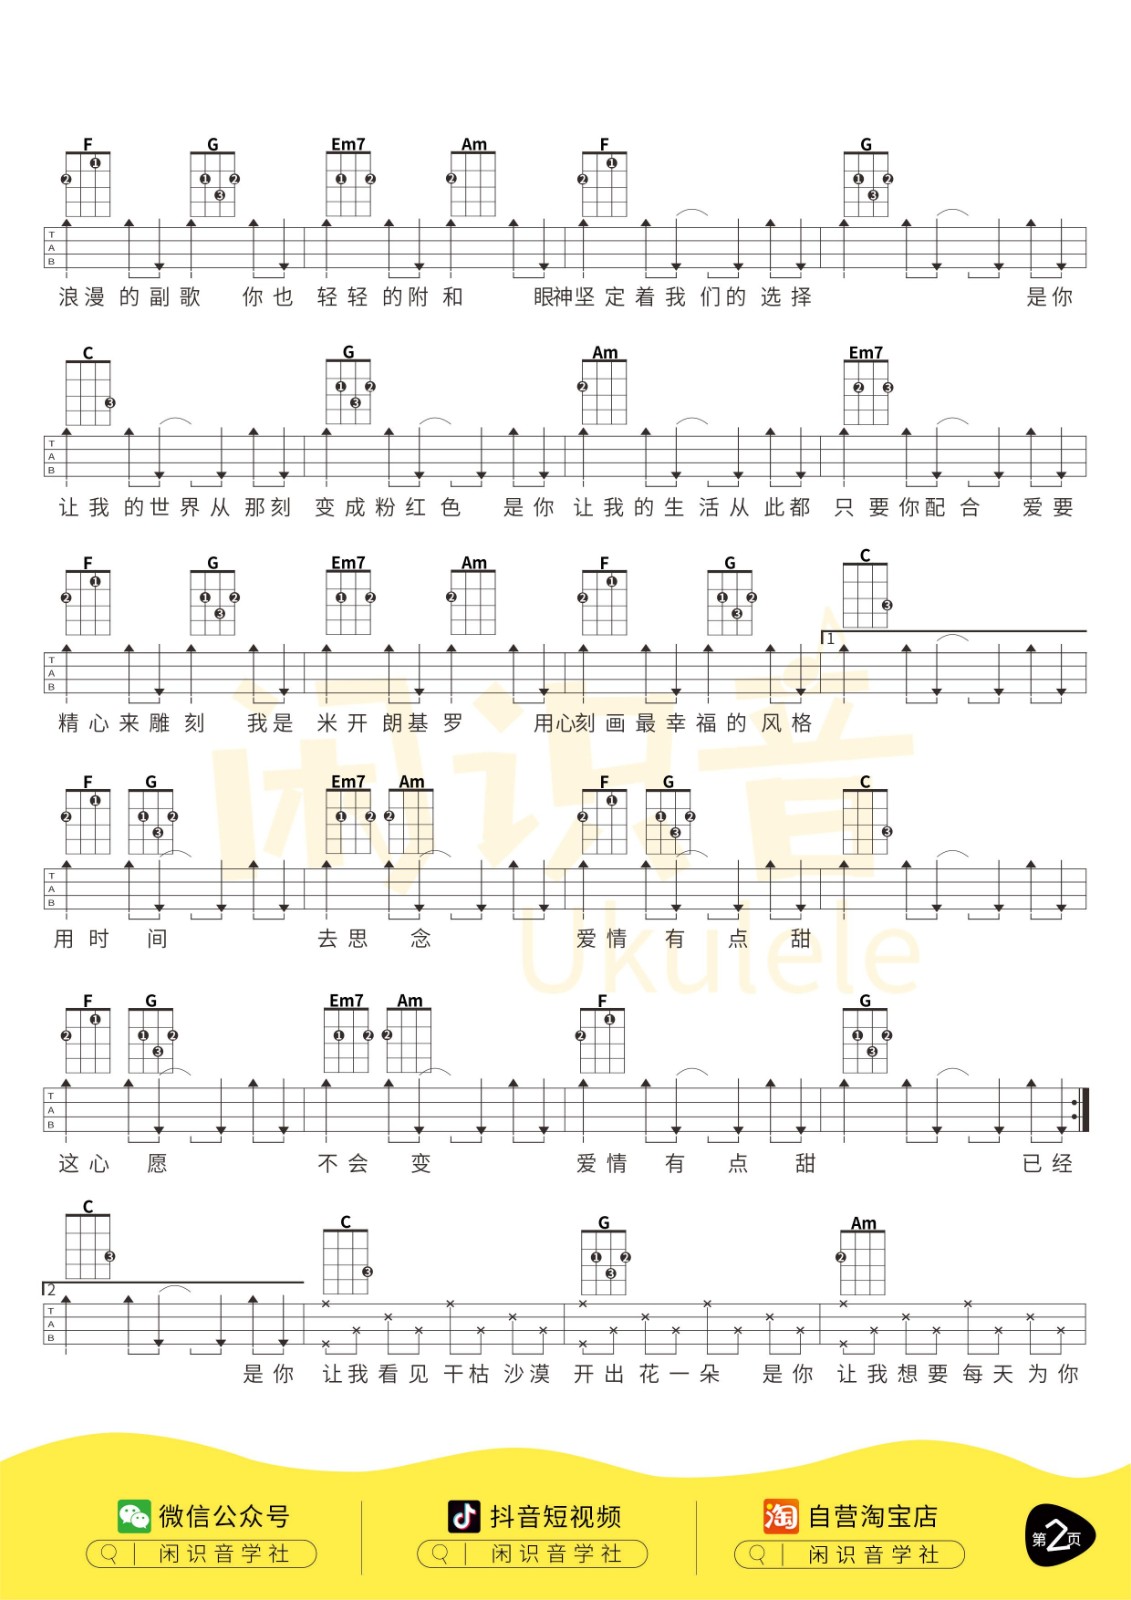 F G Em7 Am F G
浪漫的副歌 你也 轻轻的附和 眼神坚定着我们的选择 是你
C G Am Em7
让我的世界从那刻 变成粉红色 是你 让我的生活从此都 只要你配合 爱要
F G Em7 Am F G C
1
精心来雕刻 我是 米开朗基罗 用心刻画最幸福的风格
F G Em7 Am F G C
用时间 去思念 爱情有点甜
F G Em7 Am F G
这心愿 不会变 爱情有点甜 已经
C C G Am
2
是你 让我看见干枯沙漠 开出花一朵 是你 让我想要每天为你
闲识音
Ukulele
微信公众号 抖音短视频 淘 自营淘宝店
闲识音学社 闲识音学社 闲识音学社
第2页